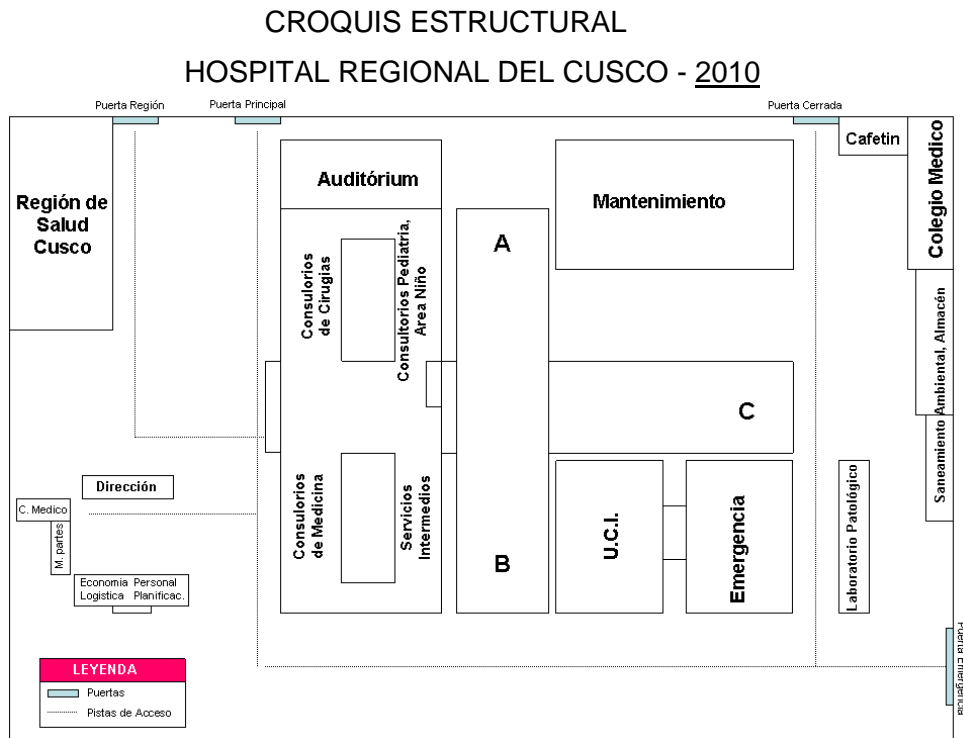 CROQUIS ESTRUCTURAL
HOSPITAL REGIONAL DEL CUSCO - 2010
Puerta Región
Puerta Principal
Puerta Cerrada
Región de
Salud
Cusco
Auditórium
Mantenimiento
Cafetin
Colegio Medico
Consulorios
de Cirugias
Consultorios Pediatria,
Area Niño
A
C
Saneamiento Ambiental, Almacén
Dirección
C. Medico
M. partes
Economia Personal
Logistica Planificac.
Consulorios
de Medicina
Servicios
Intermedios
B
U.C.I.
Emergencia
Laboratorio Patológico
Puerta Emergencia
LEYENDA
Puertas
Pistas de Acceso